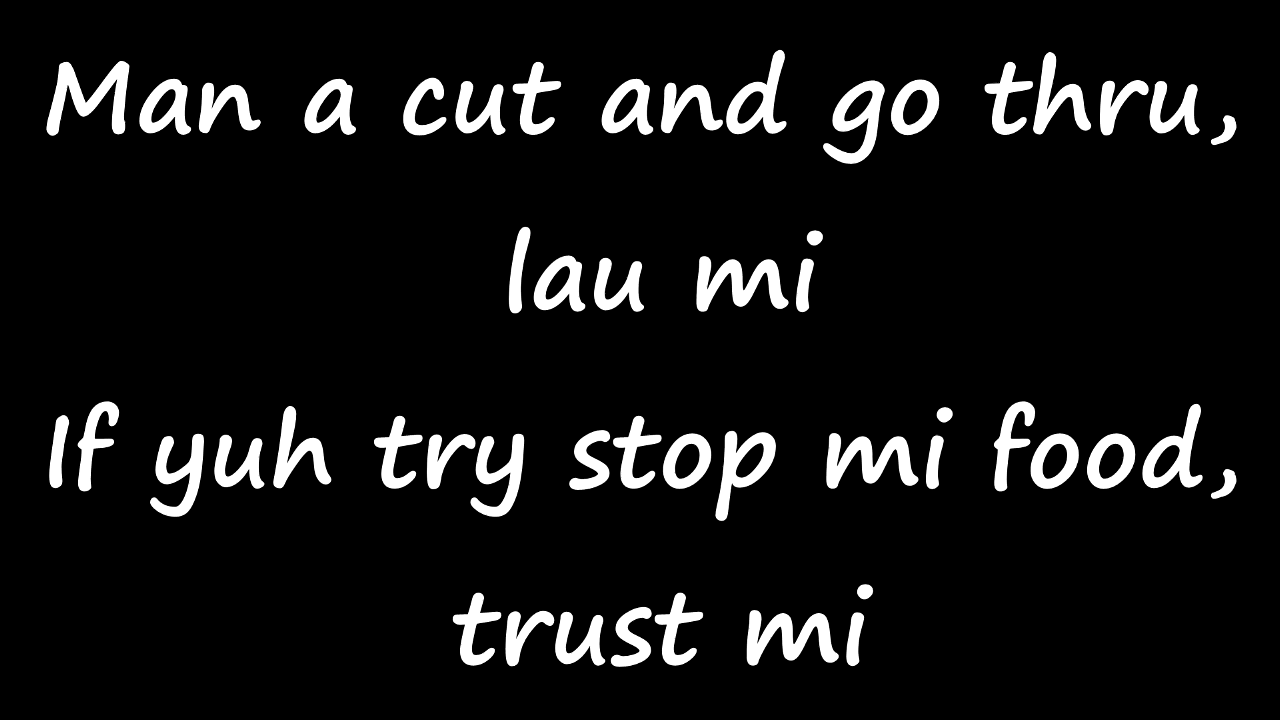 Man a cut and go thru,
lau mi
If yuh try stop mi food,
trust mi